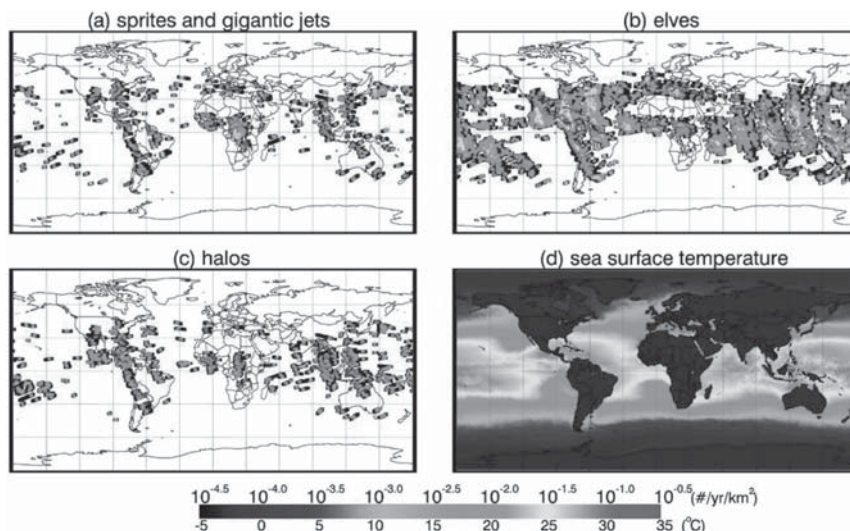 (a) sprites and gigantic jets
(b) elves
(c) halos
(d) sea surface temperature
10^-4.5 10^-4.0 10^-3.5 10^-3.0 10^-2.5 10^-2.0 10^-1.5 10^-1.0 10^-0.5 (#/yr/km²)
-5 0 5 10 15 20 25 30 35 (°C)